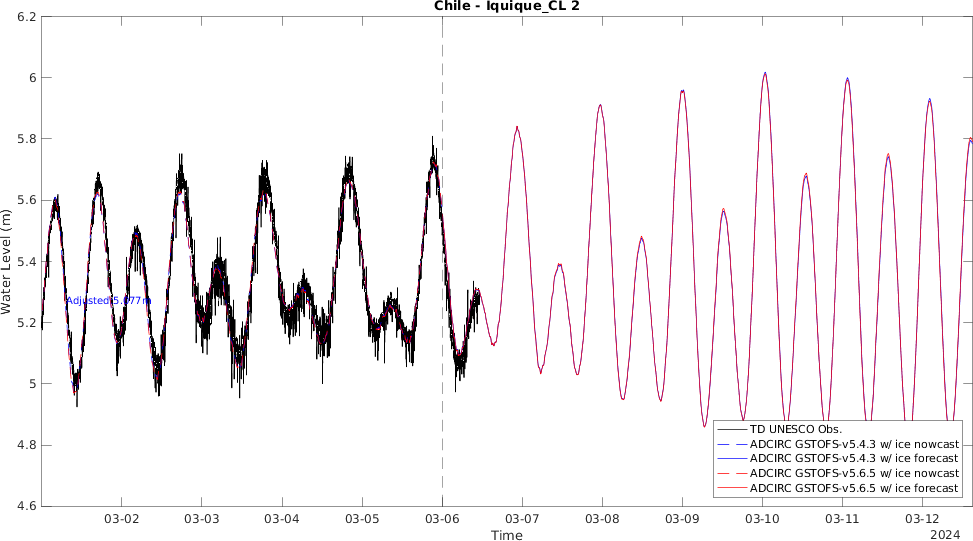 Chile - Iquique_CL 2
6.2
6
5.8
5.6
5.4
5.2
5
4.8
4.6
Water Level (m)
TD UNESCO Obs.
ADCIRC GSTOFS-v5.4.3 w/ ice nowcast
ADCIRC GSTOFS-v5.4.3 w/ ice forecast
ADCIRC GSTOFS-v5.6.5 w/ ice nowcast
ADCIRC GSTOFS-v5.6.5 w/ ice forecast
03-02 03-03 03-04 03-05 03-06 03-07 03-08 03-09 03-10 03-11 03-12
Time
2024